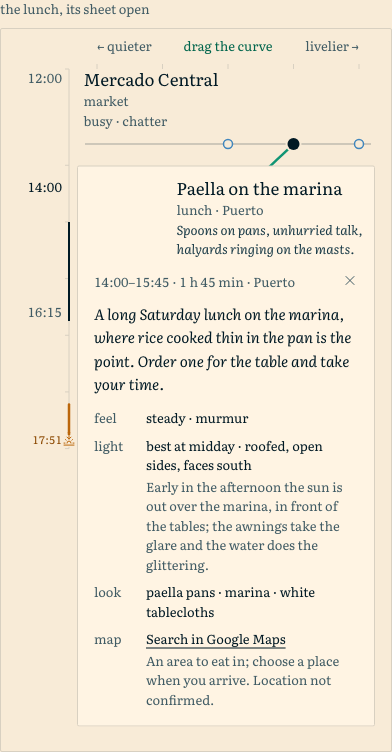 the lunch, its sheet open
← quieter drag the curve livelier →
12:00
Mercado Central
market
busy · chatter
14:00
Paella on the marina
lunch · Puerto
Spoons on pans, unhurried talk,
halyards ringing on the masts.
14:00–15:45 · 1 h 45 min · Puerto ×
16:15
A long Saturday lunch on the marina,
where rice cooked thin in the pan is the
point. Order one for the table and take
your time.
feel steady · murmur
17:51
light best at midday · roofed, open
sides, faces south
Early in the afternoon the sun is
out over the marina, in front of
the tables; the awnings take the
glare and the water does the
glittering.
look paella pans · marina · white
tablecloths
map Search in Google Maps
An area to eat in; choose a place
when you arrive. Location not
confirmed.